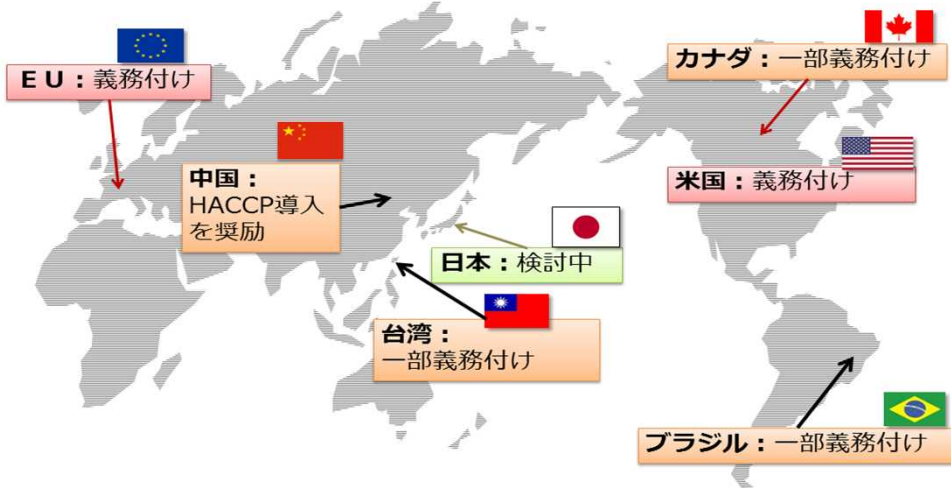 EU：義務付け
カナダ：一部義務付け
中国：
HACCP導入
を奨励
米国：義務付け
日本：検討中
台湾：
一部義務付け
ブラジル：一部義務付け